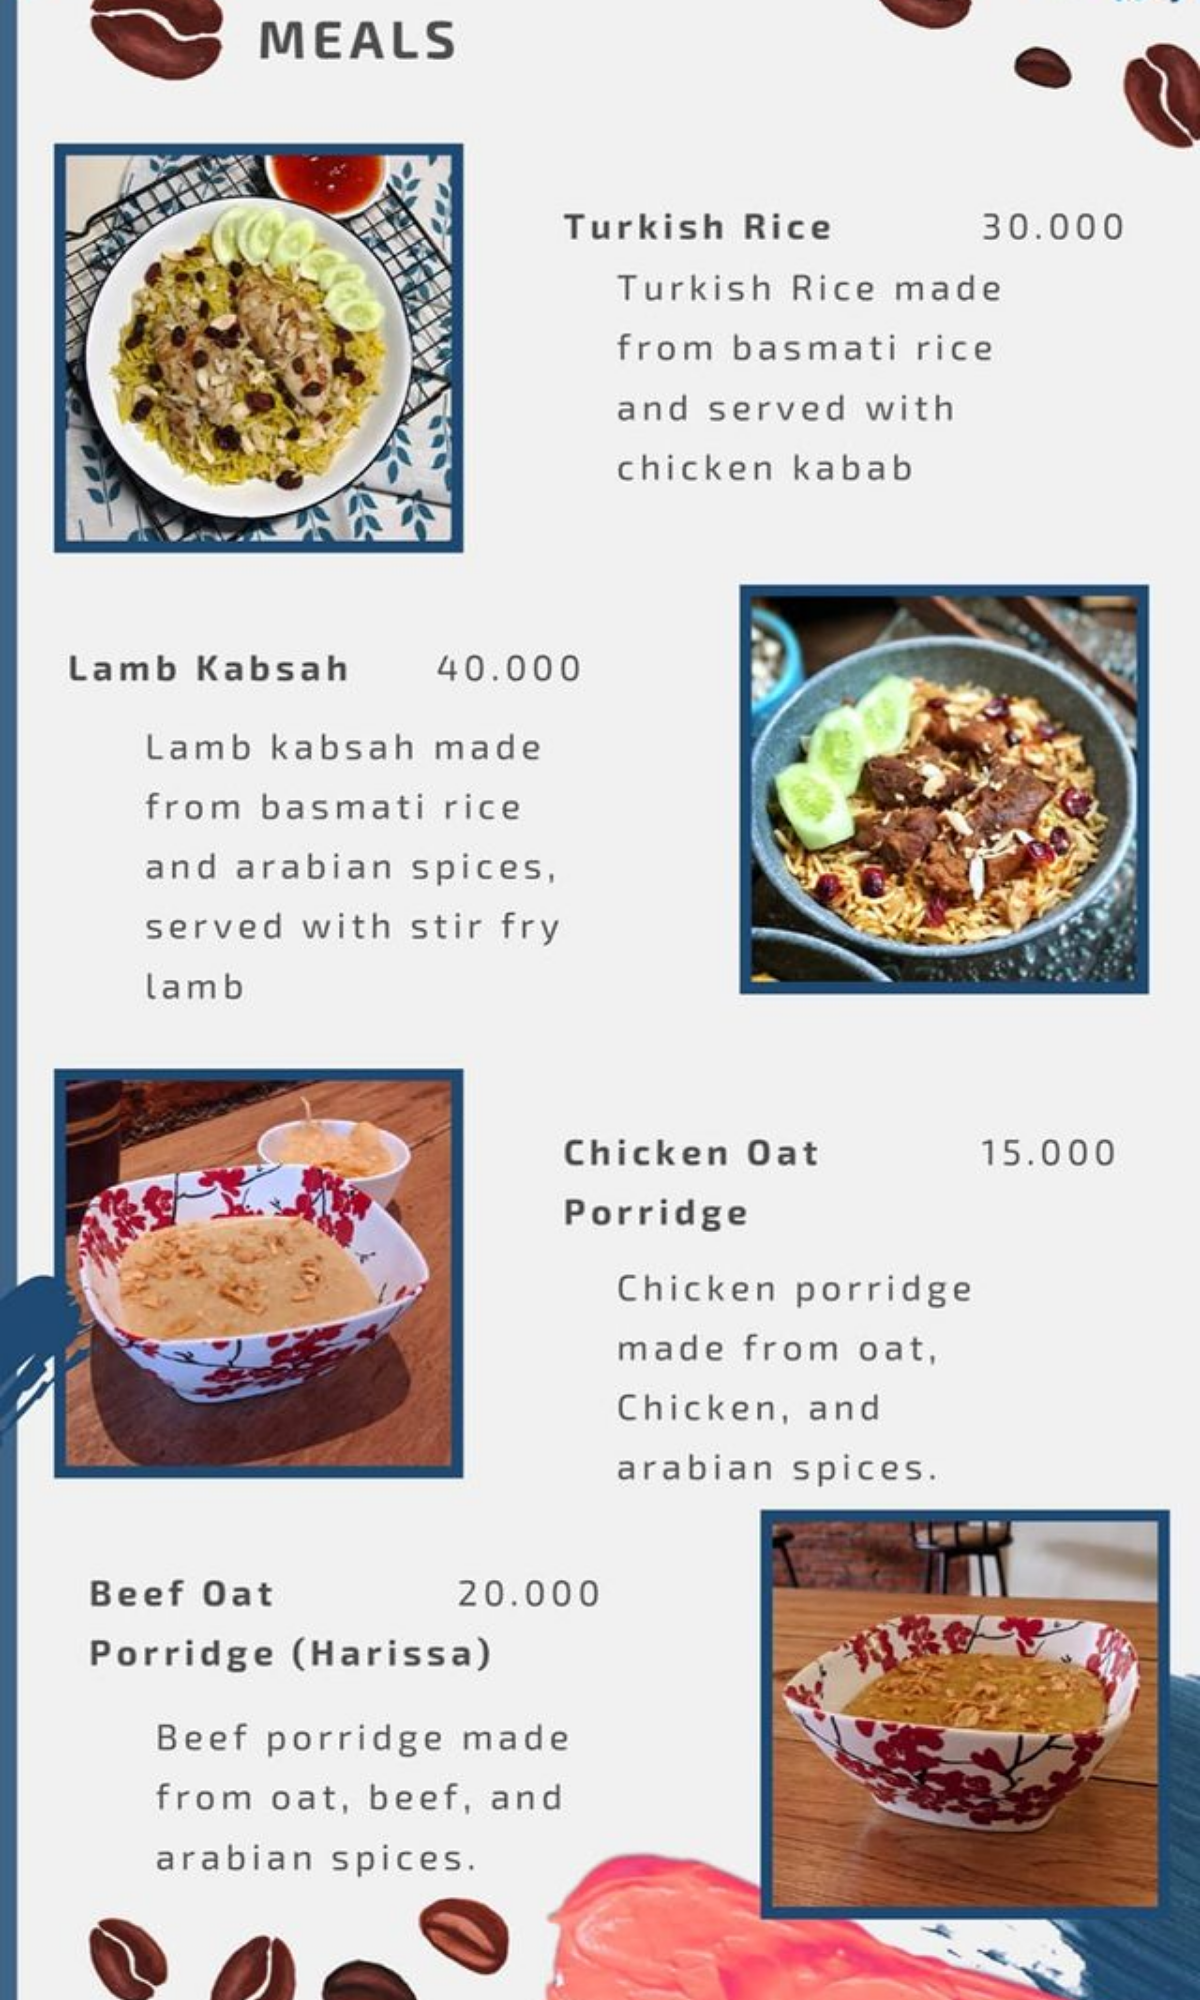 MEALS
Turkish Rice 30.000
Turkish Rice made
from basmati rice
and served with
chicken kabab
Lamb Kabsah 40.000
Lamb kabsah made
from basmati rice
and arabian spices,
served with stir fry
lamb
Chicken Oat 15.000
Porridge
Chicken porridge
made from oat,
Chicken, and
arabian spices.
Beef Oat 20.000
Porridge (Harissa)
Beef porridge made
from oat, beef, and
arabian spices.